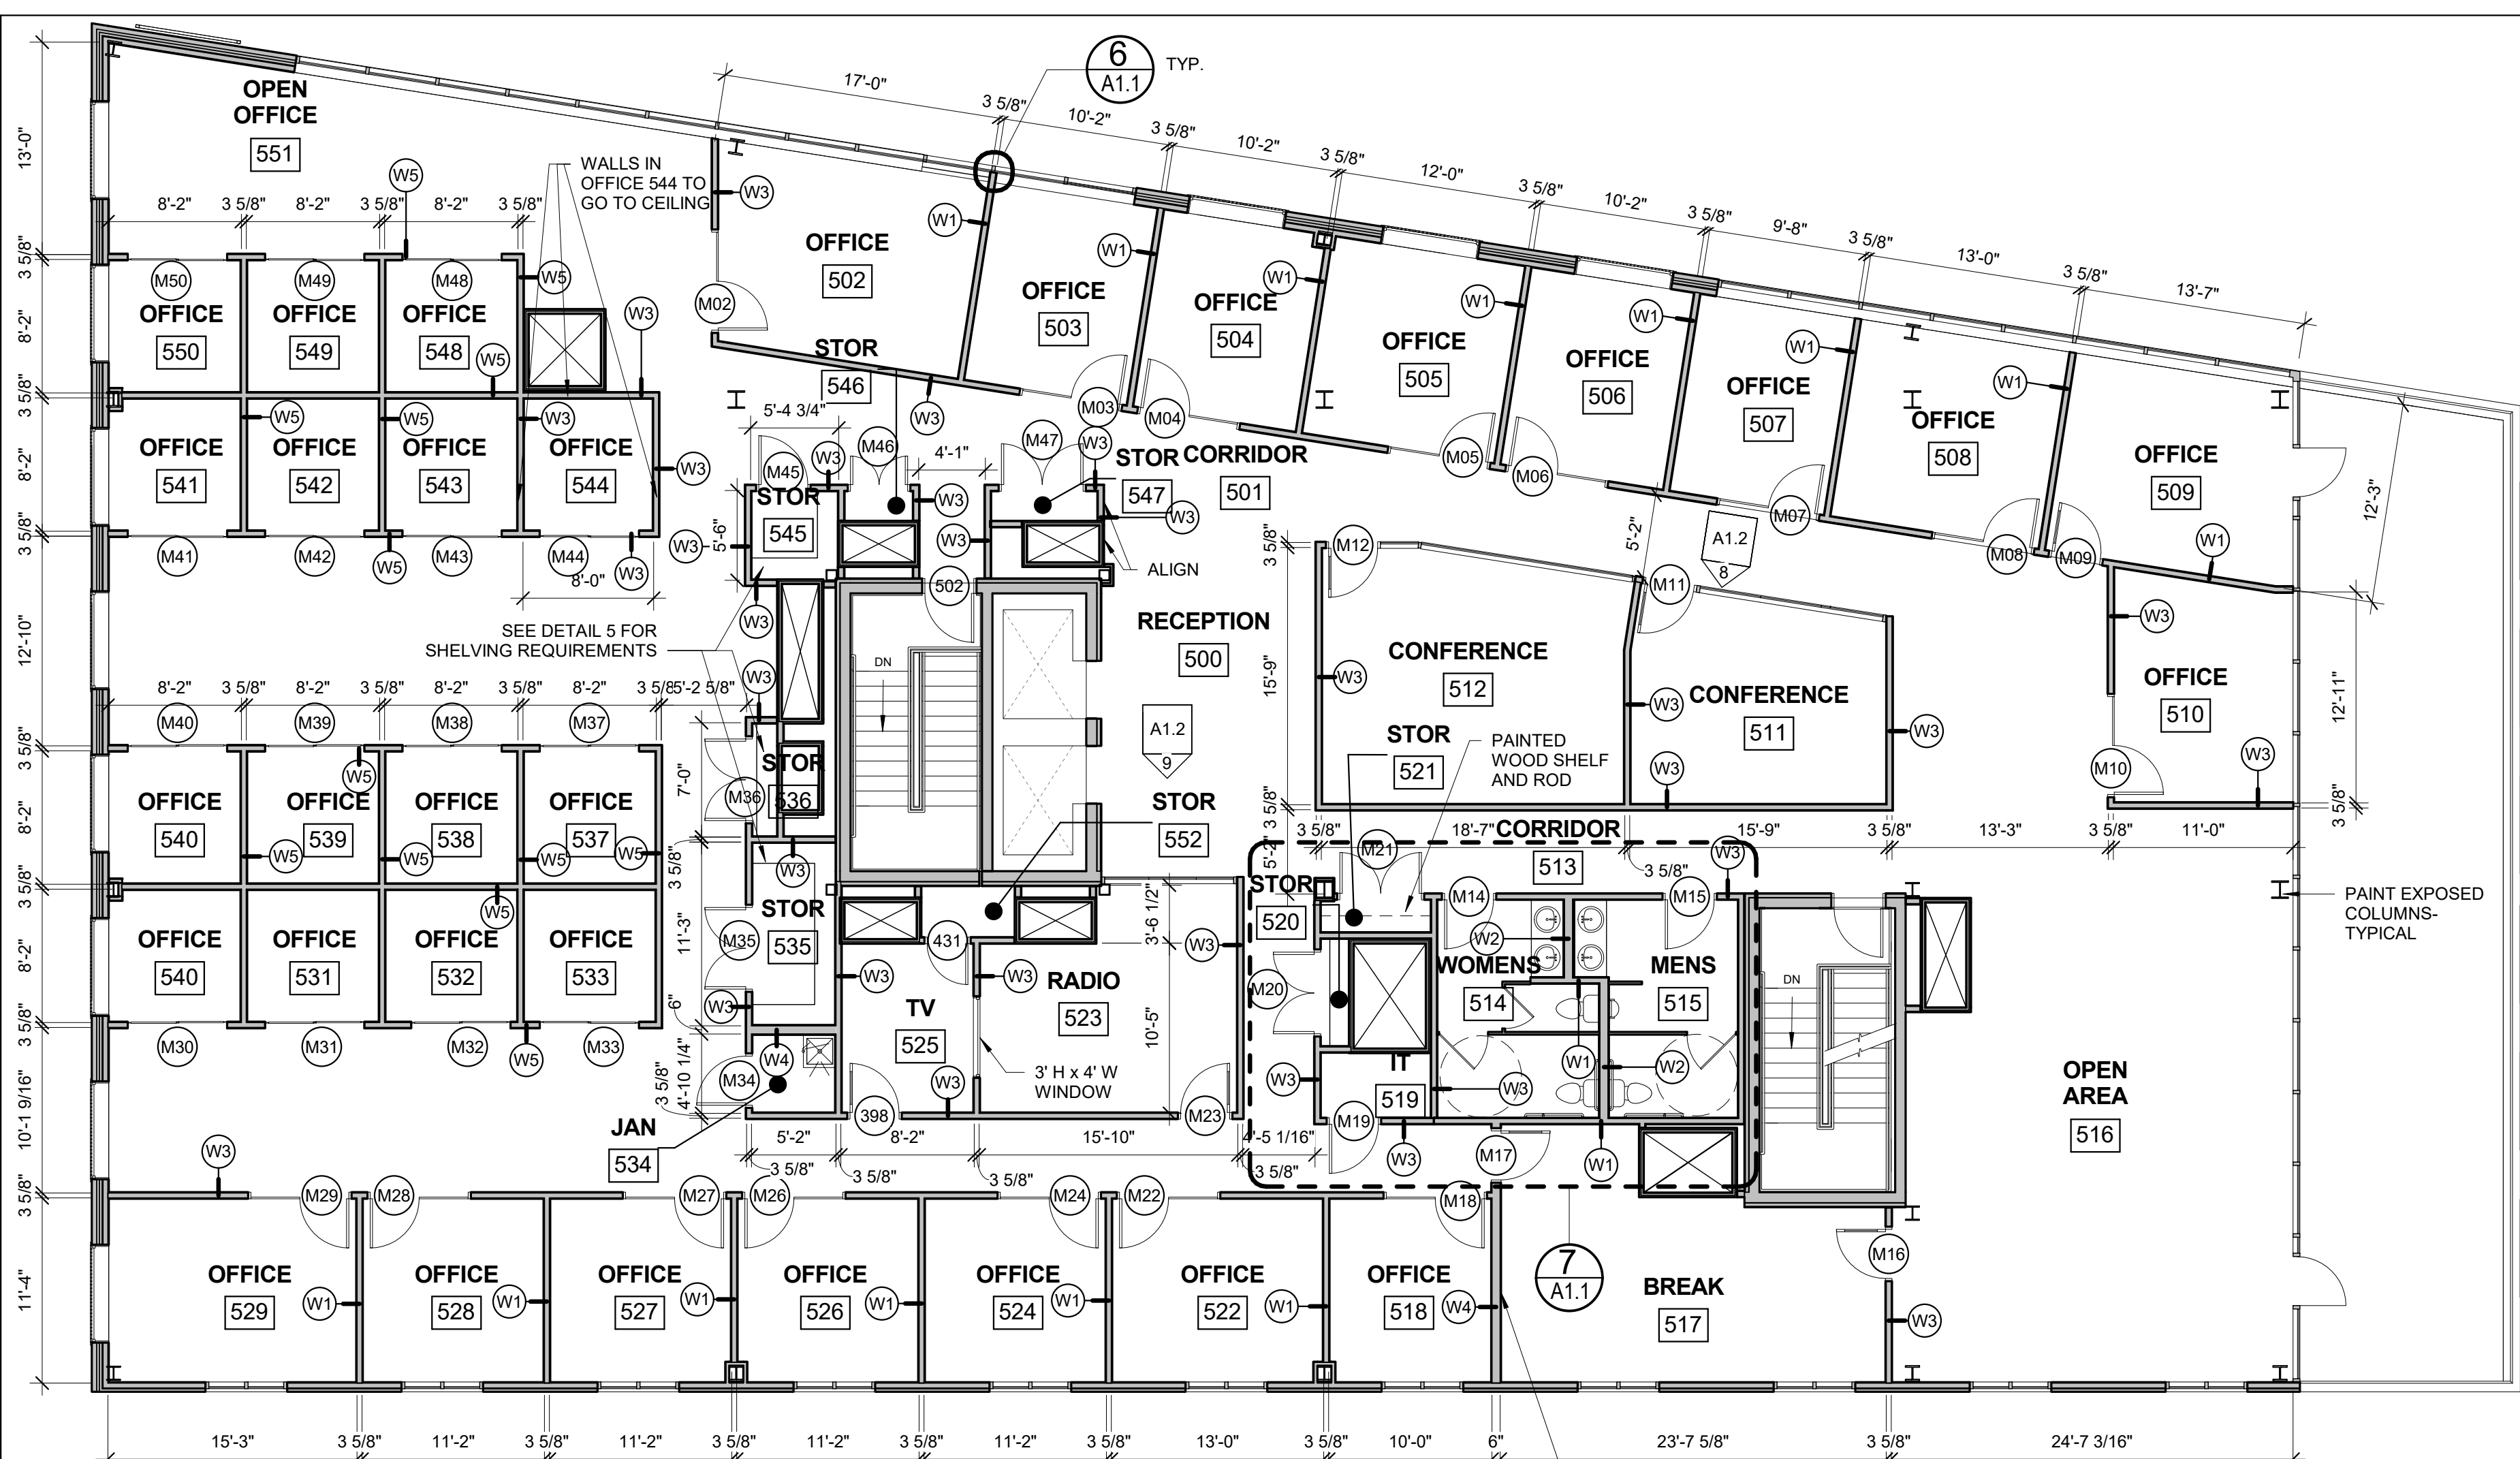 6
A1.1
TYP.
17'-0"
3 5/8"
10'-2"
3 5/8"
10'-2"
3 5/8"
12'-0"
3 5/8"
10'-2"
3 5/8"
9'-8"
3 5/8"
13'-0"
3 5/8"
13'-7"
12'-3"
OPEN
OFFICE
551
13'-0"
WALLS IN
OFFICE 544 TO
GO TO CEILING
W5
W3
8'-2"
3 5/8"
8'-2"
3 5/8"
8'-2"
3 5/8"
3 5/8"
8'-2"
3 5/8"
8'-2"
3 5/8"
12'-10"
3 5/8"
8'-2"
3 5/8"
8'-2"
3 5/8"
10'-1 9/16"
3 5/8"
11'-4"
M50
M49
M48
W5
W3
OFFICE
550
OFFICE
549
OFFICE
548
W5
W5
W5
W3
OFFICE
541
OFFICE
542
OFFICE
543
OFFICE
544
W3
M41
M42
W5
M43
M44
W3
8'-0"
M02
OFFICE
502
W1
OFFICE
503
W1
OFFICE
504
W1
OFFICE
505
W1
OFFICE
506
W1
OFFICE
507
W1
OFFICE
508
W1
OFFICE
509
W1
M03
M04
M05
M06
M07
M08
M09
STOR
546
W3
5'-4 3/4"
M45
W3
M46
4'-1"
M47
W3
STOR
547
CORRIDOR
501
STOR
545
W3
W3
W3
W3
5'-6"
ALIGN
502
W3
SEE DETAIL 5 FOR
SHELVING REQUIREMENTS
RECEPTION
500
DN
5'-2"
A1.2
8
M12
M11
3 5/8"
15'-9"
3 5/8"
5'-2"
CONFERENCE
512
W3
W3
CONFERENCE
511
W3
W3
STOR
521
PAINTED
WOOD SHELF
AND ROD
W3
OFFICE
510
M10
W3
12'-11"
3 5/8"
A1.2
9
STOR
552
8'-2"
3 5/8"
8'-2"
3 5/8"
8'-2"
3 5/8"
8'-2"
3 5/8"
5'-2 5/8"
W3
M40
M39
M38
M37
W5
OFFICE
540
OFFICE
539
OFFICE
538
OFFICE
537
W5
W5
W5
W5
W5
OFFICE
540
OFFICE
531
OFFICE
532
OFFICE
533
M30
M31
M32
W5
M33
7'-0"
3 5/8"
11'-3"
6"
4'-10 1/4"
3 5/8"
STOR
536
M36
W3
STOR
535
M35
W3
W3
W4
M34
JAN
534
TV
525
431
W3
RADIO
523
W3
3'-6 1/2"
10'-5"
3' H x 4' W
WINDOW
W3
398
M23
5'-2"
8'-2"
15'-10"
4'-5 1/16"
3 5/8"
3 5/8"
3 5/8"
3 5/8"
3 5/8"
18'-7"
CORRIDOR
513
15'-9"
3 5/8"
13'-3"
3 5/8"
11'-0"
3 5/8"
M21
W3
STOR
520
M14
M15
W2
WOMENS
514
MENS
515
M20
IT
519
W3
W3
W1
W2
M19
W3
M17
W1
DN
PAINT EXPOSED
COLUMNS-
TYPICAL
OPEN
AREA
516
W3
M29
M28
M27
M26
M24
M22
M18
M16
OFFICE
529
W1
OFFICE
528
W1
OFFICE
527
W1
OFFICE
526
W1
OFFICE
524
W1
OFFICE
522
W1
OFFICE
518
W4
7
A1.1
BREAK
517
W3
15'-3"
3 5/8"
11'-2"
3 5/8"
11'-2"
3 5/8"
11'-2"
3 5/8"
11'-2"
3 5/8"
13'-0"
3 5/8"
10'-0"
6"
23'-7 5/8"
3 5/8"
24'-7 3/16"